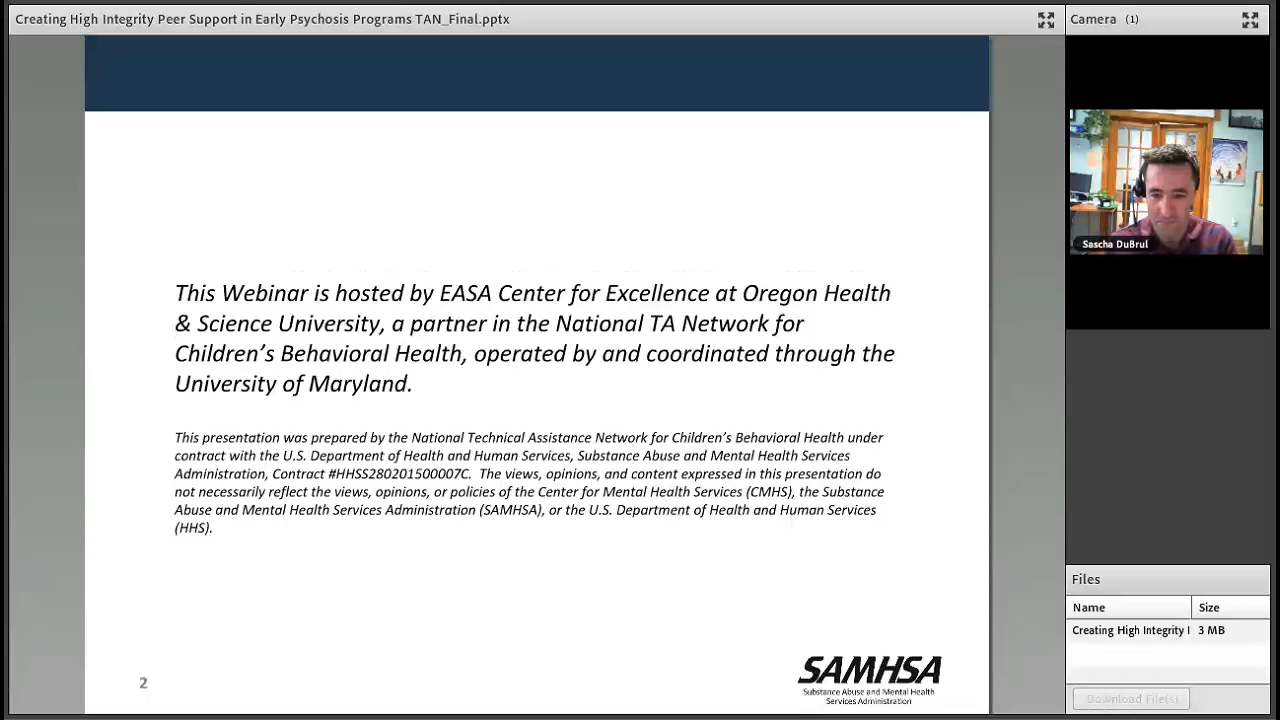 Creating High Integrity Peer Support in Early Psychosis Programs TAN_Final.pptx
Camera (1)
Sascha DuBrul
This Webinar is hosted by EASA Center for Excellence at Oregon Health
& Science University, a partner in the National TA Network for
Children’s Behavioral Health, operated by and coordinated through the
University of Maryland.
This presentation was prepared by the National Technical Assistance Network for Children’s Behavioral Health under
contract with the U.S. Department of Health and Human Services, Substance Abuse and Mental Health Services
Administration, Contract #HHSS280201500007C. The views, opinions, and content expressed in this presentation do
not necessarily reflect the views, opinions, or policies of the Center for Mental Health Services (CMHS), the Substance
Abuse and Mental Health Services Administration (SAMHSA), or the U.S. Department of Health and Human Services
(HHS).
2
SAMHSA
Substance Abuse and Mental Health
Services Administration
Files
Name Size
Creating High Integrity I 3 MB
Download File(s)